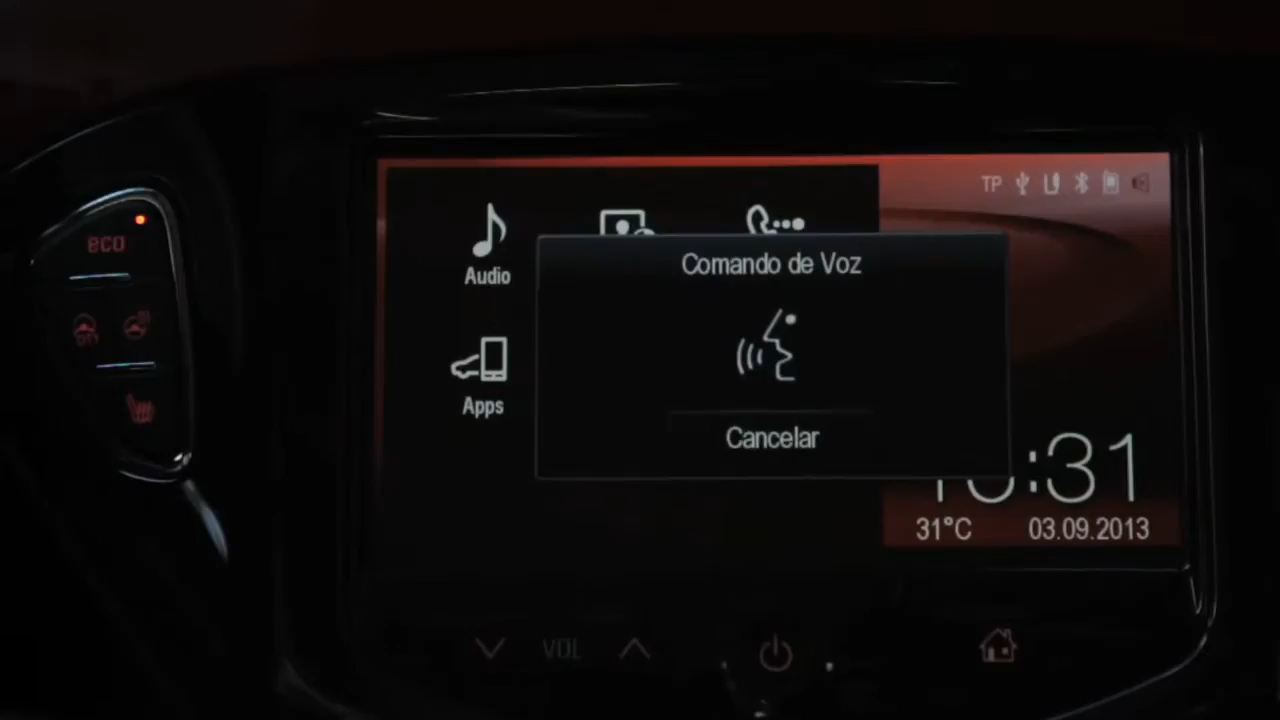 eco
TP
Audio
Comando de Voz
Apps
Cancelar
:31
31°C
03.09.2013
VOL